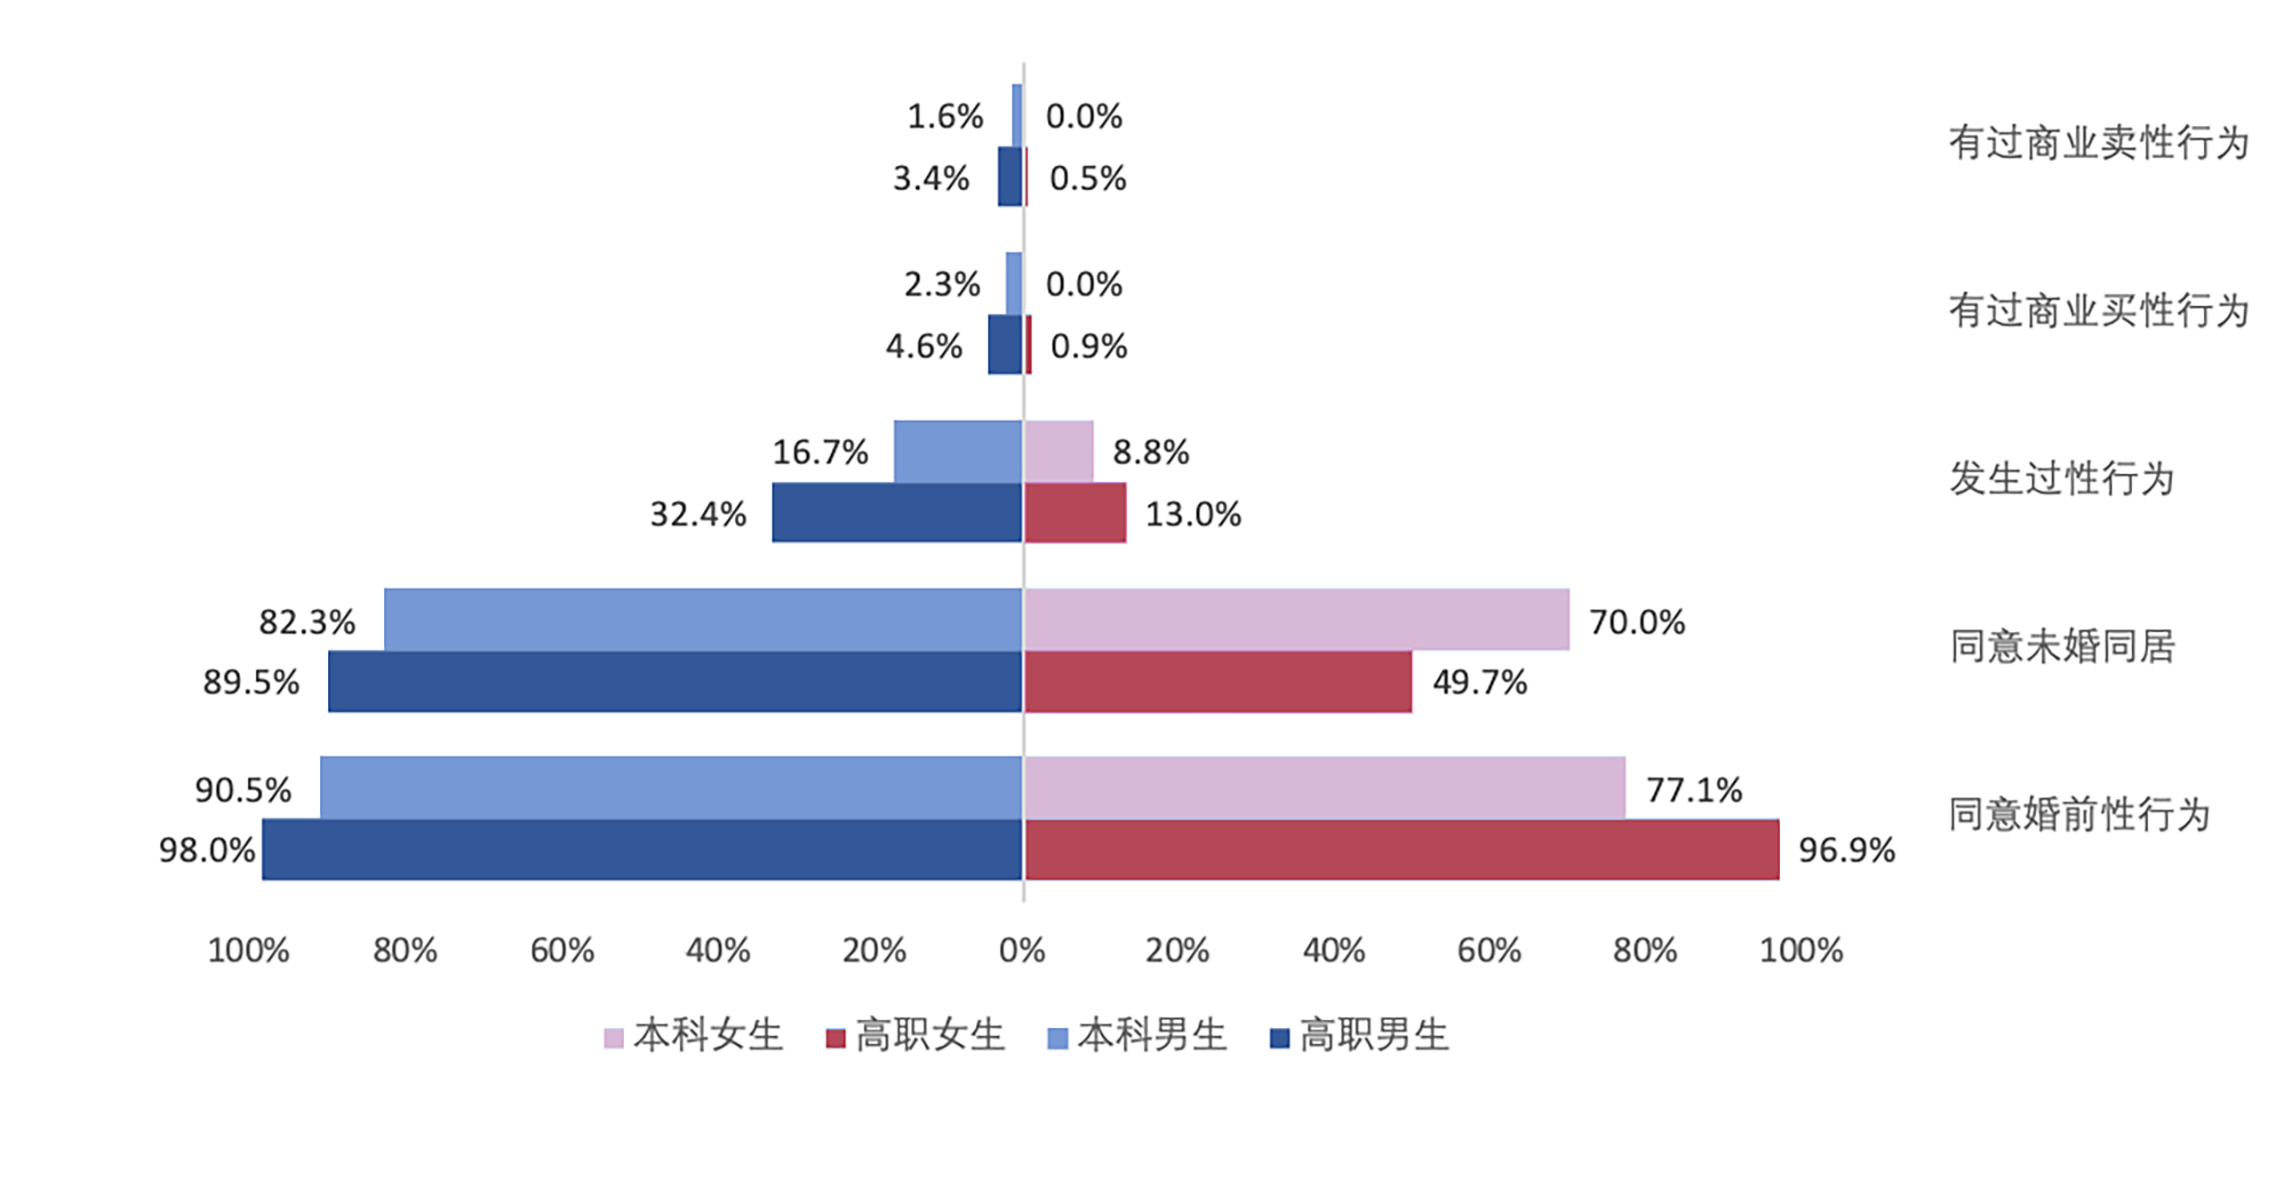 1.6% 0.0%
有过商业卖性行为
3.4% 0.5%
2.3% 0.0%
有过商业买性行为
4.6% 0.9%
16.7% 8.8%
发生过性行为
32.4% 13.0%
82.3% 70.0%
同意未婚同居
89.5% 49.7%
90.5% 77.1%
同意婚前性行为
98.0% 96.9%
100% 80% 60% 40% 20% 0% 20% 40% 60% 80% 100%
本科女生 高职女生 本科男生 高职男生